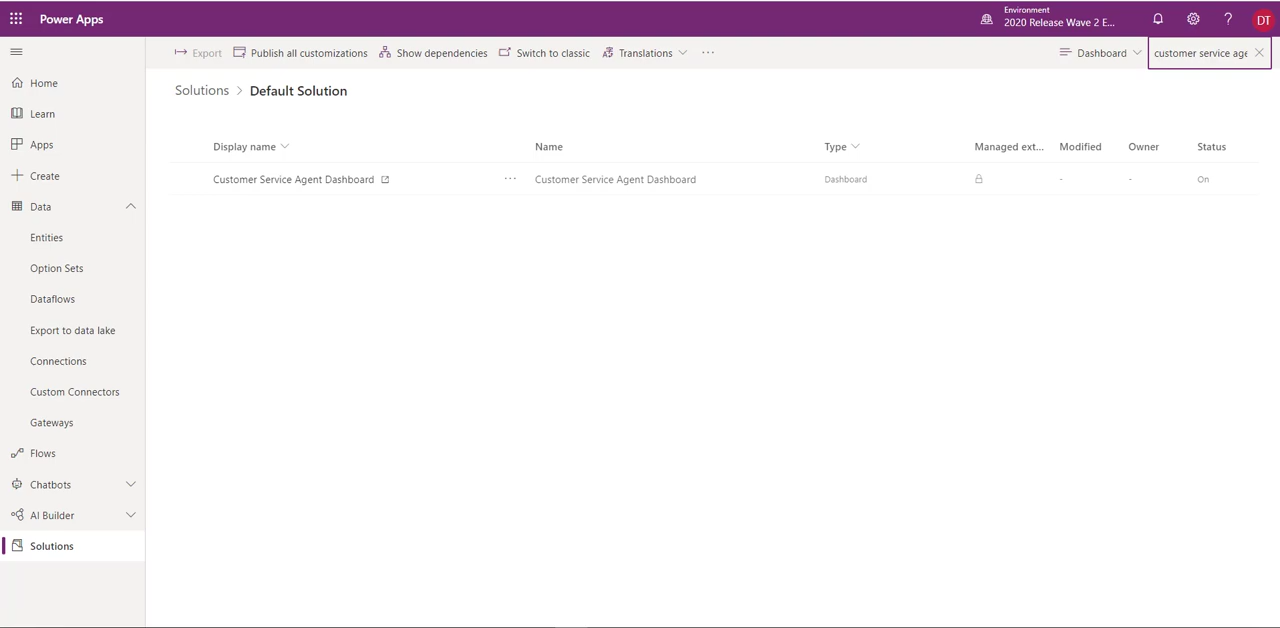 Power Apps
Environment
2020 Release Wave 2 E...
?
DT
Export
Publish all customizations
Show dependencies
Switch to classic
Translations
...
Dashboard
customer service age
Home
Learn
Apps
Create
Data
Entities
Option Sets
Dataflows
Export to data lake
Connections
Custom Connectors
Gateways
Flows
Chatbots
AI Builder
Solutions
Solutions > Default Solution
Display name Name Type Managed ext... Modified Owner Status
Customer Service Agent Dashboard ... Customer Service Agent Dashboard Dashboard - - On